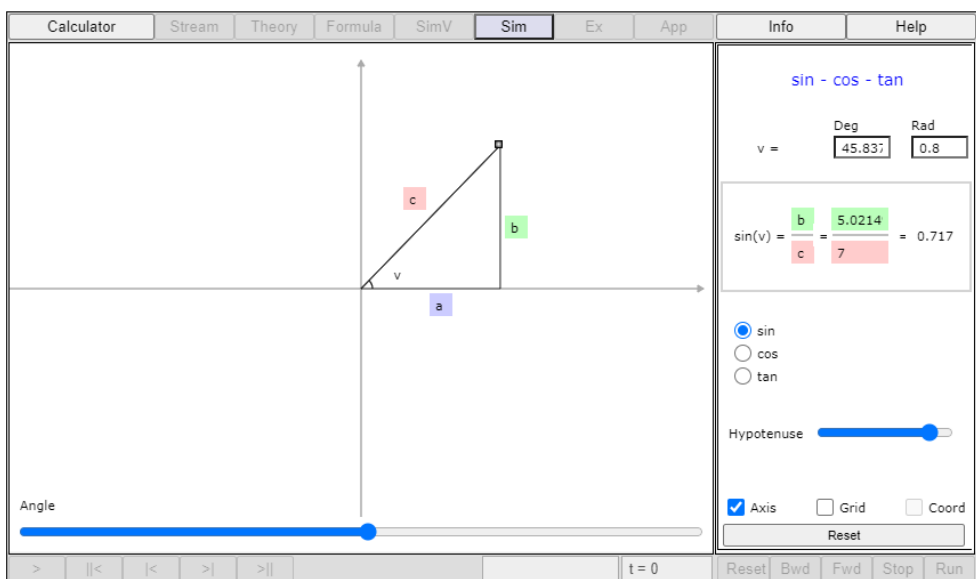 Calculator Stream Theory Formula SimV Sim Ex App Info Help
sin - cos - tan
Deg Rad
v = 45.837 0.8
c
b
v
a
b 5.0214
sin(v) = = = 0.717
c 7
sin
cos
tan
Hypotenuse
Angle
Axis Grid Coord
Reset
> ||< |< >| >|| t = 0 Reset Bwd Fwd Stop Run